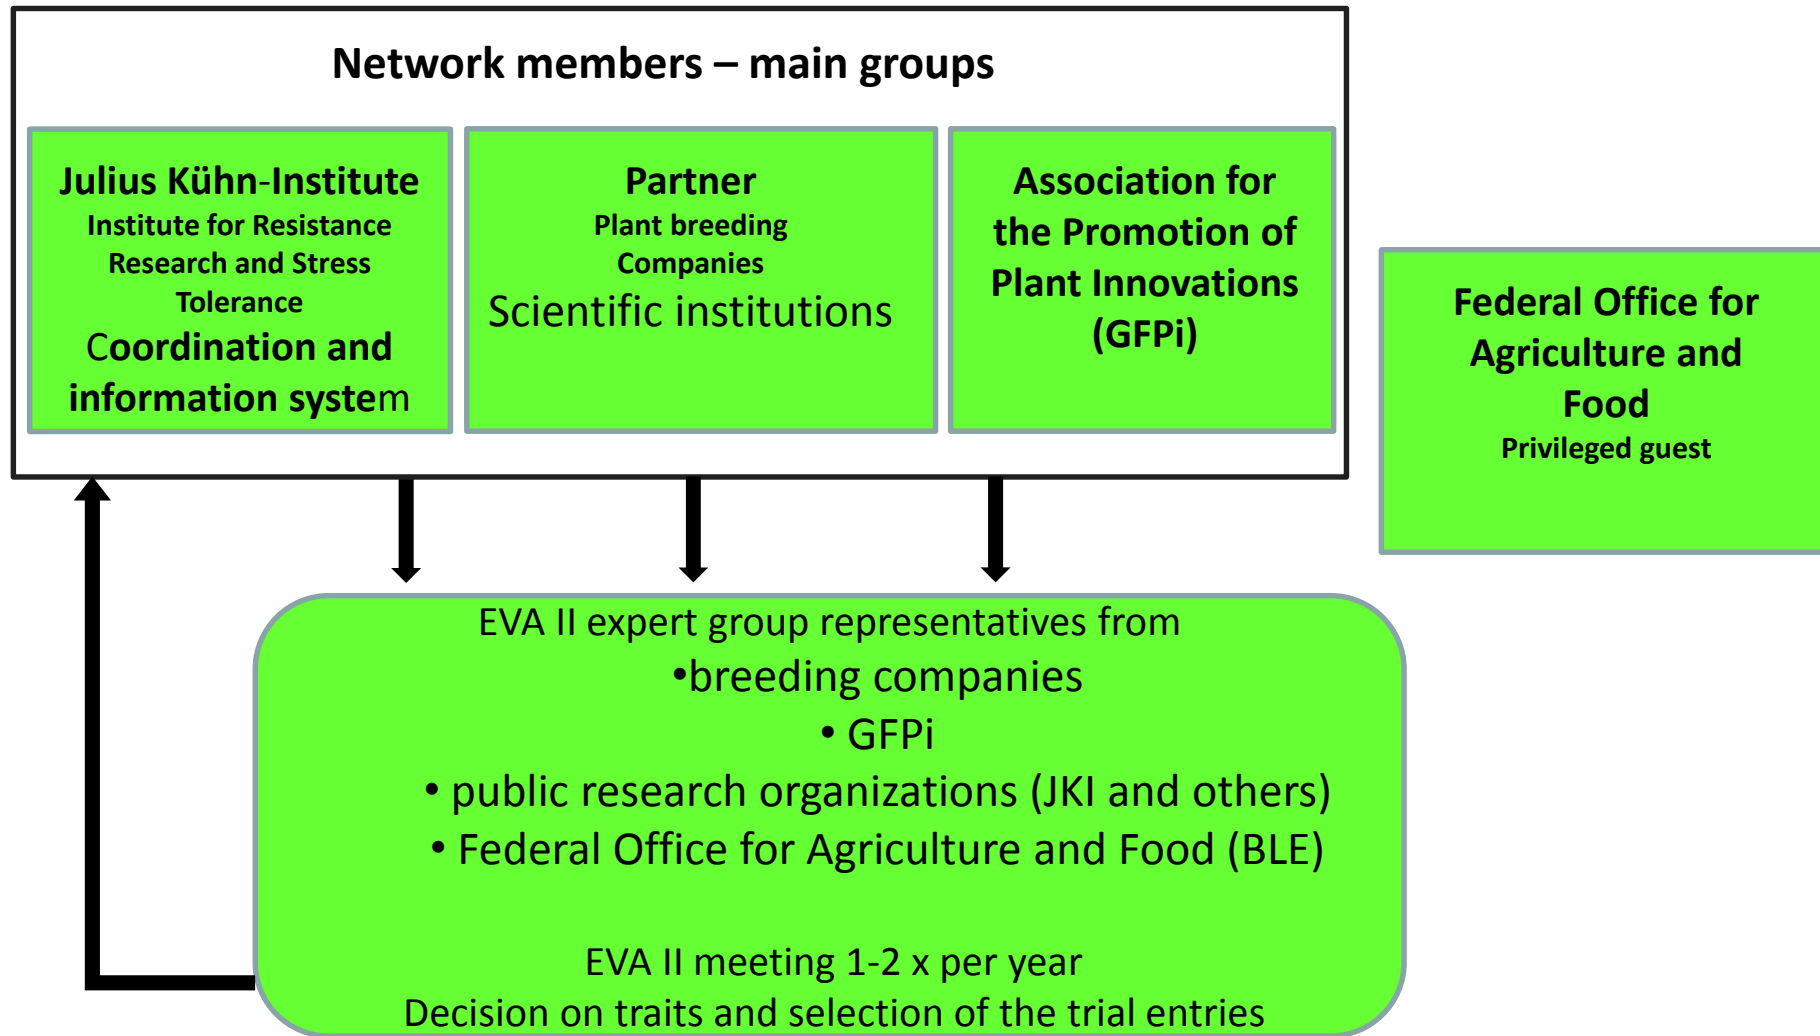 Network members – main groups
Julius Kühn-Institute
Institute for Resistance
Research and Stress
Tolerance
Coordination and
information system
Partner
Plant breeding
Companies
Scientific institutions
Association for
the Promotion of
Plant Innovations
(GFPi)
Federal Office for
Agriculture and
Food
Privileged guest
EVA II expert group representatives from
•breeding companies
• GFPi
• public research organizations (JKI and others)
• Federal Office for Agriculture and Food (BLE)
EVA II meeting 1-2 x per year
Decision on traits and selection of the trial entries